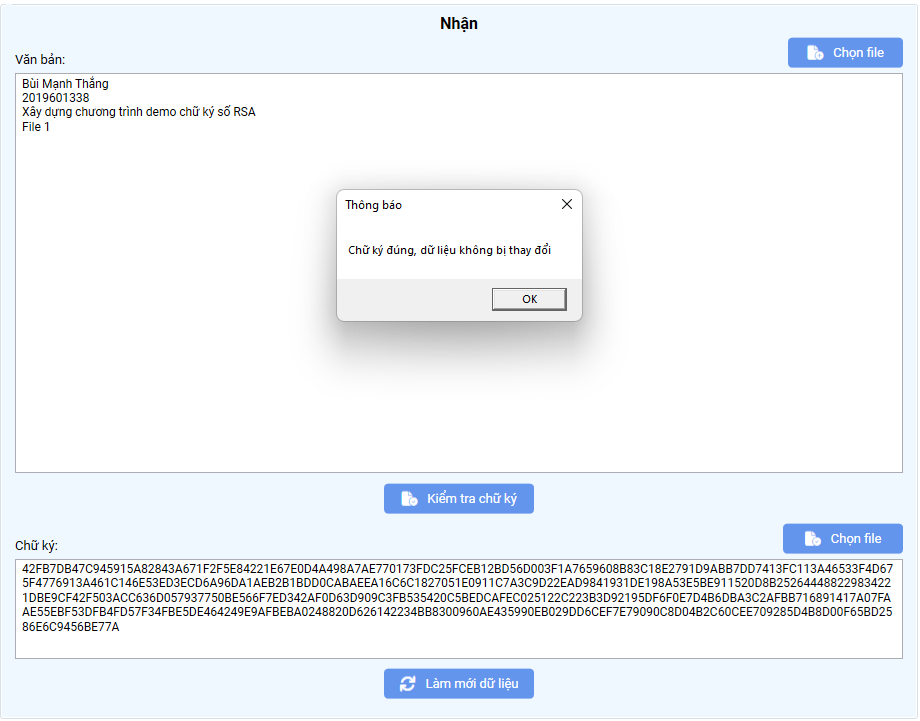 Nhận
Văn bản:
Chọn file
Bùi Mạnh Thắng
2019601338
Xây dựng chương trình demo chữ ký số RSA
File 1
Thông báo
Chữ ký đúng, dữ liệu không bị thay đổi
OK
Kiểm tra chữ ký
Chữ ký:
Chọn file
42FB7DB47C945915A82843A671F2F5E84221E67E0D4A498A7AE770173FDC25FCEB12BD56D003F1A7659608B83C18E2791D9ABB7DD7413FC113A46533F4D67
5F4776913A461C146E53ED3ECD6A96DA1AEB2B1BDD0CABAEEA16C6C1827051E0911C7A3C9D22EAD9841931DE198A53E5BE911520D8B25264448822983422
1DBE9CF42F503ACC636D057937750BE566F7ED342AF0D63D909C3FB535420C5BEDCAFEC025122C223B3D92195DF6F0E7D4B6DBA3C2AFBB716891417A07FA
AE55EBF53DFB4FD57F34FBE5DE464249E9AFBEBA0248820D626142234BB8300960AE435990EB029DD6CEF7E79090C8D04B2C60CEE709285D4B8D00F65BD25
86E6C9456BE77A
Làm mới dữ liệu